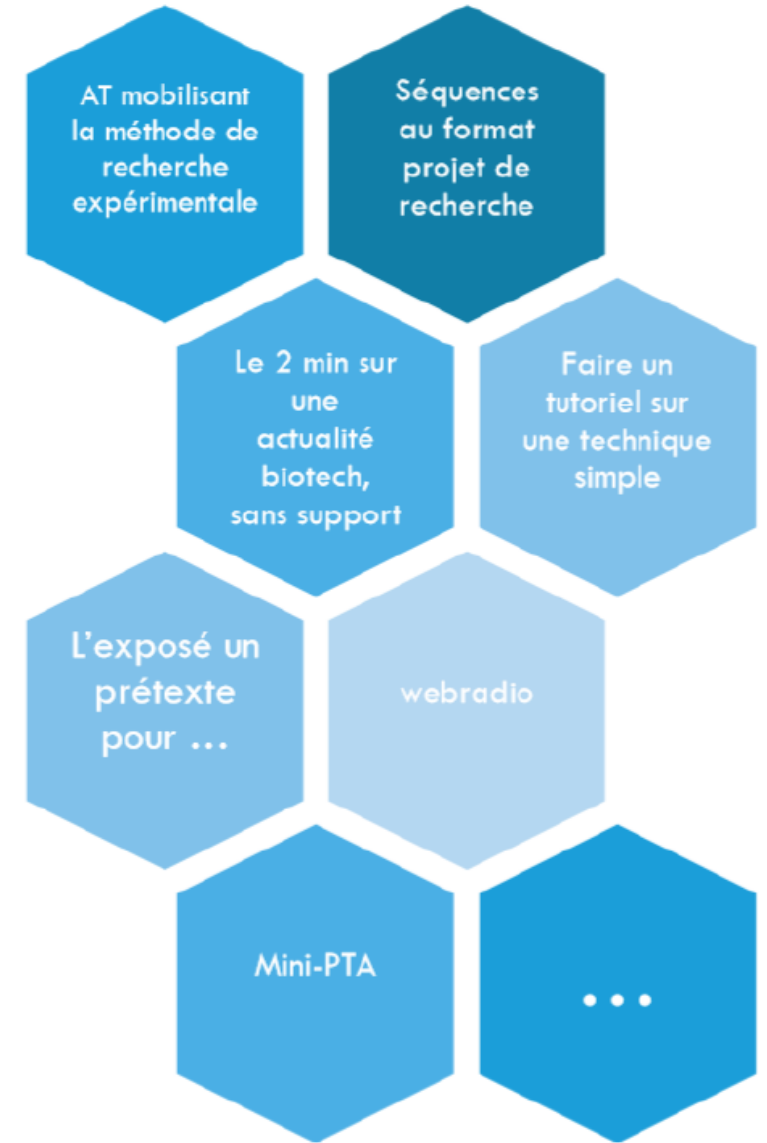 AT mobilisant
la méthode de
recherche
expérimentale
Séquences
au format
projet de
recherche
Le 2 min sur
une
actualité
biotech,
sans support
Faire un
tutoriel sur
une technique
simple
L'exposé un
prétexte
pour ...
webradio
Mini-PTA
...